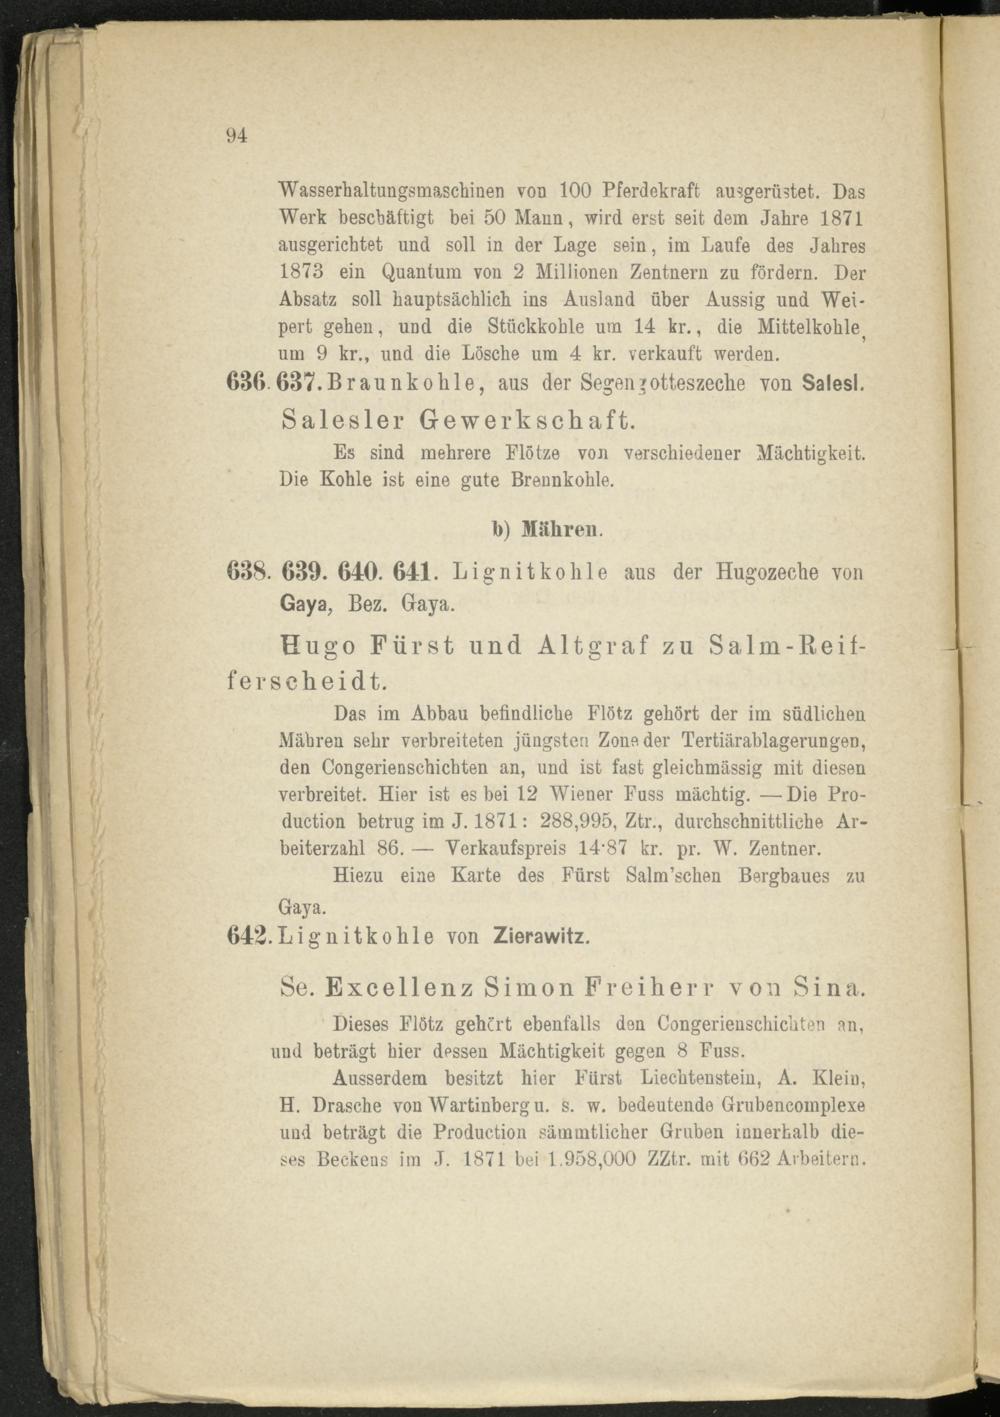 94
Wasserhaltungsmaschinen von 100 Pferdekraft ausgerüstet. Das
Werk beschäftigt bei 50 Mann, wird erst seit dem Jahre 1871
ausgerichtet und soll in der Lage sein, im Laufe des Jahres
1873 ein Quantum von 2 Millionen Zentnern zu fördern. Der
Absatz soll hauptsächlich ins Ausland über Aussig und Wei-
pert gehen, und die Stückkohle um 14 kr., die Mittelkohle,
um 9 kr., und die Lösche um 4 kr. verkauft werden.
636. 637. Braunkohle, aus der Segengotteszeche von Salesl.
Salesler Gewerkschaft.
Es sind mehrere Flötze von verschiedener Mächtigkeit.
Die Kohle ist eine gute Brennkohle.
b) Mähren.
638. 639. 640. 641. Lignitkohle aus der Hugozeche von
Gaya, Bez. Gaya.
Hugo Fürst und Altgraf zu Salm-Reif-
ferscheidt.
Das im Abbau befindliche Flötz gehört der im südlichen
Mähren sehr verbreiteten jüngsten Zone der Tertiärablagerungen,
den Congerienschichten an, und ist fast gleichmässig mit diesen
verbreitet. Hier ist es bei 12 Wiener Fuss mächtig. — Die Pro-
duction betrug im J. 1871: 288,995, Ztr., durchschnittliche Ar-
beiterzahl 86. — Verkaufspreis 14·87 kr. pr. W. Zentner.
Hiezu eine Karte des Fürst Salm'schen Bergbaues zu
Gaya.
642. Lignitkohle von Zierawitz.
Se. Excellenz Simon Freiherr von Sina.
Dieses Flötz gehört ebenfalls den Congerienschichten an,
und beträgt hier dessen Mächtigkeit gegen 8 Fuss.
Ausserdem besitzt hier Fürst Liechtenstein, A. Klein,
H. Drasche von Wartinberg u. s. w. bedeutende Grubencomplexe
und beträgt die Production sämmtlicher Gruben innerhalb die-
ses Beckens im J. 1871 bei 1.958,000 ZZtr. mit 662 Arbeitern.